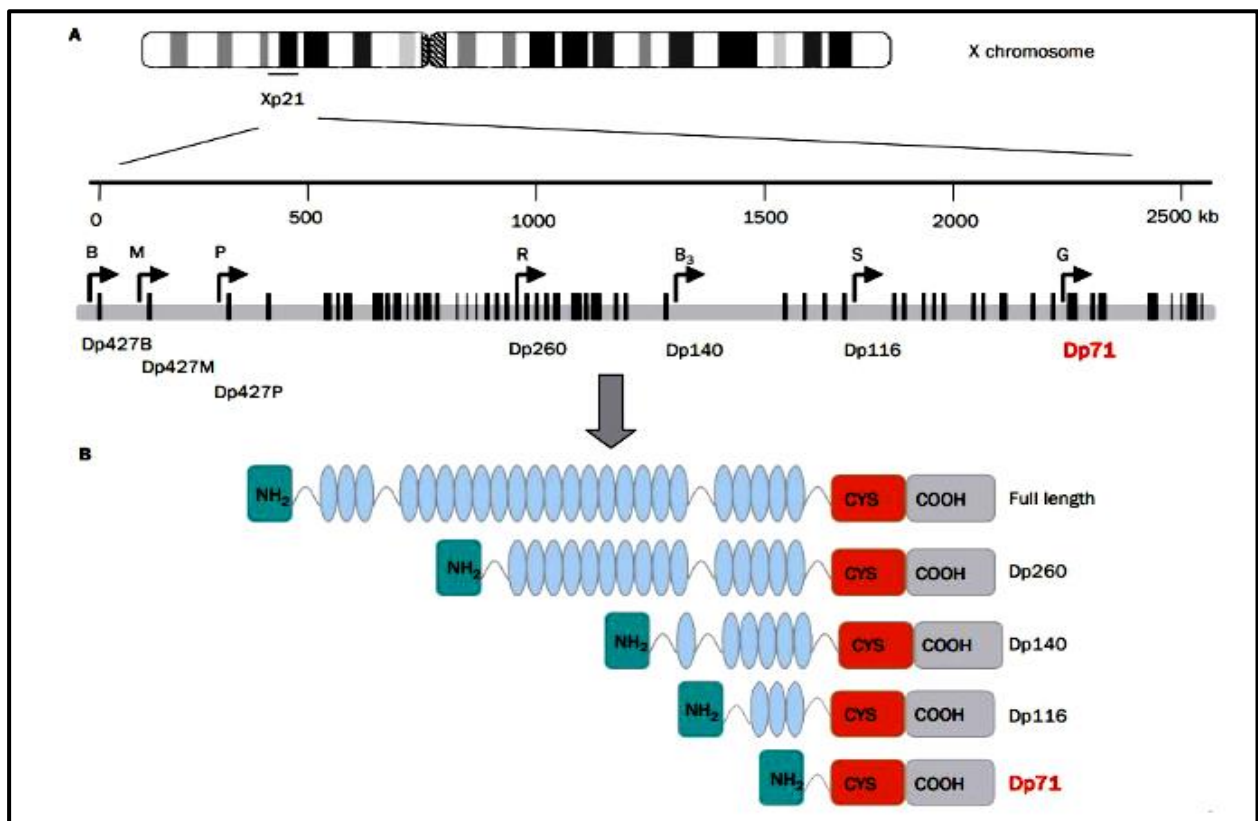 A
X chromosome
Xp21
0 500 1000 1500 2000 2500 kb
B M P R B₃ S G
Dp427B Dp260 Dp140 Dp116 Dp71
Dp427M
Dp427P
B
NH₂ CYS COOH Full length
NH₂ CYS COOH Dp260
NH₂ CYS COOH Dp140
NH₂ CYS COOH Dp116
NH₂ CYS COOH Dp71